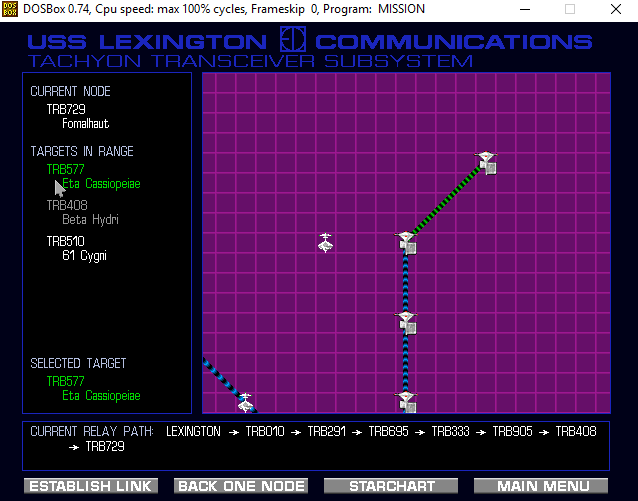 DOS
BOX
DOSBox 0.74, Cpu speed: max 100% cycles, Frameskip 0, Program: MISSION
USS LEXINGTON COMMUNICATIONS
TACHYON TRANSCEIVER SUBSYSTEM
CURRENT NODE
TRB729
Fomalhaut
TARGETS IN RANGE
TRB577
Eta Cassiopeiae
TRB408
Beta Hydri
TRB510
61 Cygni
SELECTED TARGET
TRB577
Eta Cassiopeiae
CURRENT RELAY PATH: LEXINGTON → TRB010 → TRB291 → TRB695 → TRB333 → TRB905 → TRB408
→ TRB729
ESTABLISH LINK BACK ONE NODE STARCHART MAIN MENU